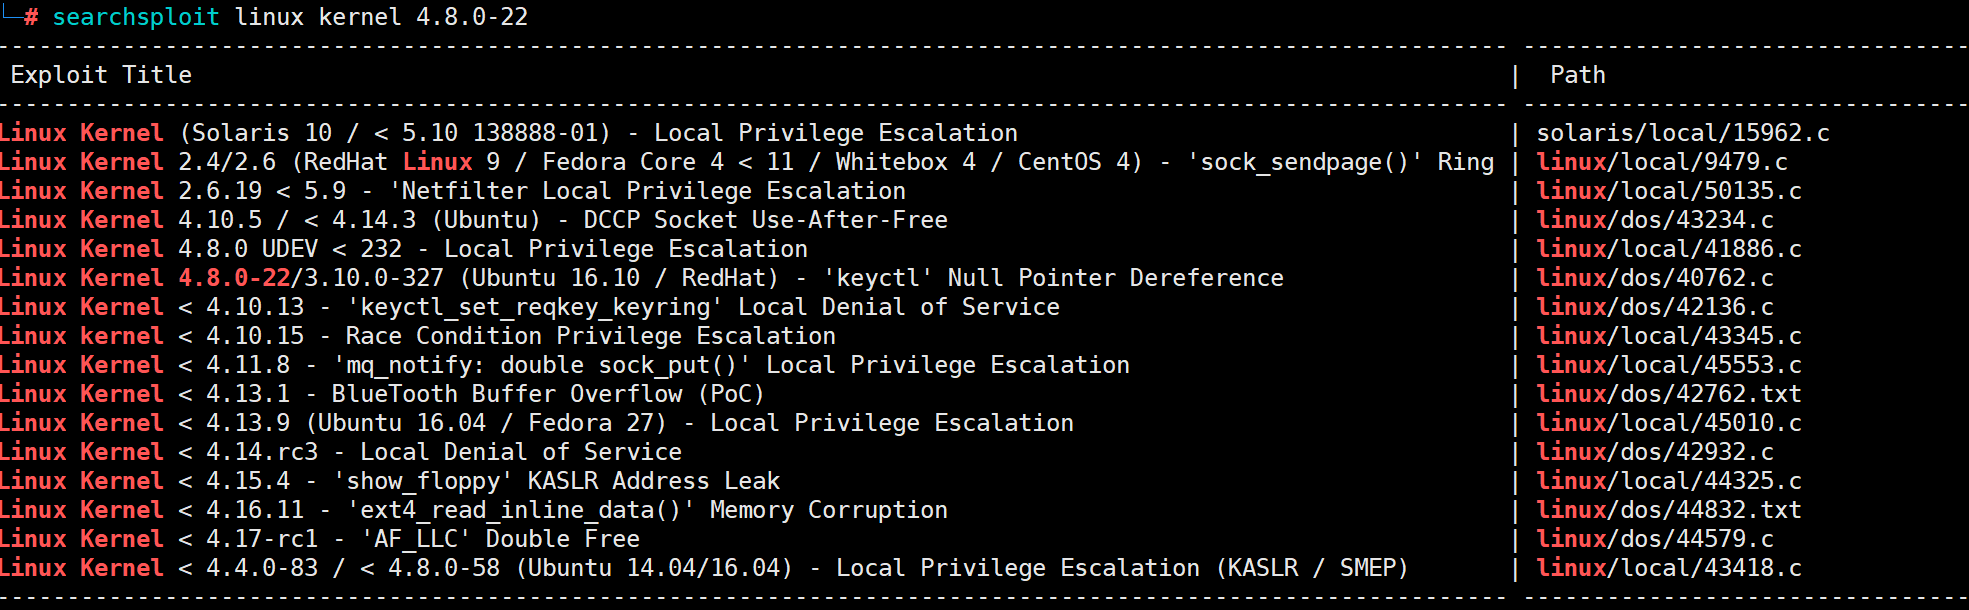 # searchsploit linux kernel 4.8.0-22
Exploit Title | Path
Linux Kernel (Solaris 10 / < 5.10 138888-01) - Local Privilege Escalation | solaris/local/15962.c
Linux Kernel 2.4/2.6 (RedHat Linux 9 / Fedora Core 4 < 11 / Whitebox 4 / CentOS 4) - 'sock_sendpage()' Ring | linux/local/9479.c
Linux Kernel 2.6.19 < 5.9 - 'Netfilter Local Privilege Escalation | linux/local/50135.c
Linux Kernel 4.10.5 / < 4.14.3 (Ubuntu) - DCCP Socket Use-After-Free | linux/dos/43234.c
Linux Kernel 4.8.0 UDEV < 232 - Local Privilege Escalation | linux/local/41886.c
Linux Kernel 4.8.0-22/3.10.0-327 (Ubuntu 16.10 / RedHat) - 'keyctl' Null Pointer Dereference | linux/dos/40762.c
Linux Kernel < 4.10.13 - 'keyctl_set_reqkey_keyring' Local Denial of Service | linux/dos/42136.c
Linux kernel < 4.10.15 - Race Condition Privilege Escalation | linux/local/43345.c
Linux Kernel < 4.11.8 - 'mq_notify: double sock_put()' Local Privilege Escalation | linux/local/45553.c
Linux Kernel < 4.13.1 - BlueTooth Buffer Overflow (PoC) | linux/dos/42762.txt
Linux Kernel < 4.13.9 (Ubuntu 16.04 / Fedora 27) - Local Privilege Escalation | linux/local/45010.c
Linux Kernel < 4.14.rc3 - Local Denial of Service | linux/dos/42932.c
Linux Kernel < 4.15.4 - 'show_floppy' KASLR Address Leak | linux/local/44325.c
Linux Kernel < 4.16.11 - 'ext4_read_inline_data()' Memory Corruption | linux/dos/44832.txt
Linux Kernel < 4.17-rc1 - 'AF_LLC' Double Free | linux/dos/44579.c
Linux Kernel < 4.4.0-83 / < 4.8.0-58 (Ubuntu 14.04/16.04) - Local Privilege Escalation (KASLR / SMEP) | linux/local/43418.c